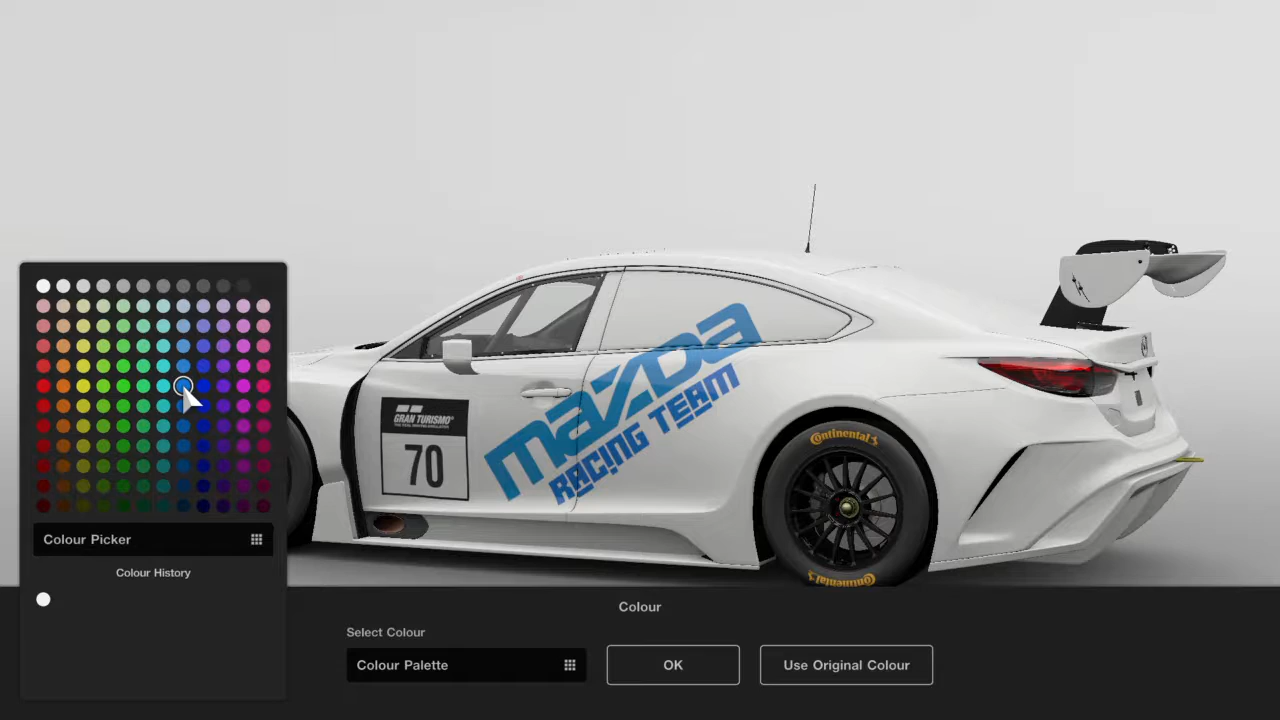 mazda
RACING TEAM
GRAN TURISMO
THE REAL DRIVING SIMULATOR
70
Continental
Continental
Colour Picker
Colour History
Colour
Select Colour
Colour Palette
OK
Use Original Colour